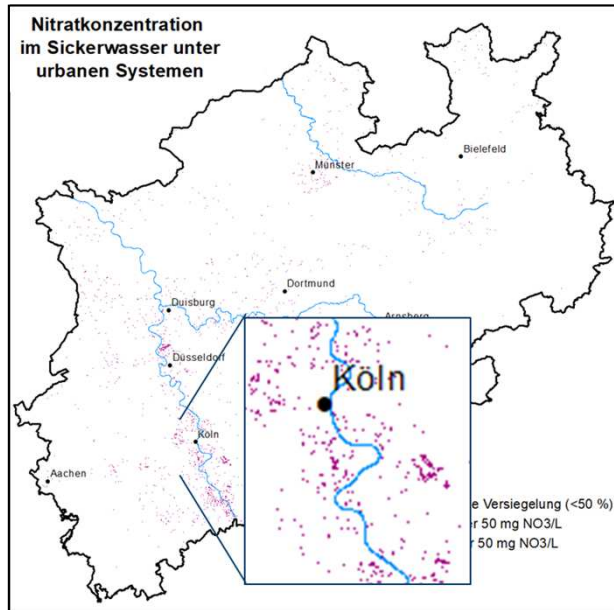 Nitratkonzentration
im Sickerwasser unter
urbanen Systemen
Bielefeld
Münster
Dortmund
Duisburg
Arnsberg
Düsseldorf
Köln
Köln
Aachen
e Versiegelung (<50 %)
er 50 mg NO3/L
r 50 mg NO3/L